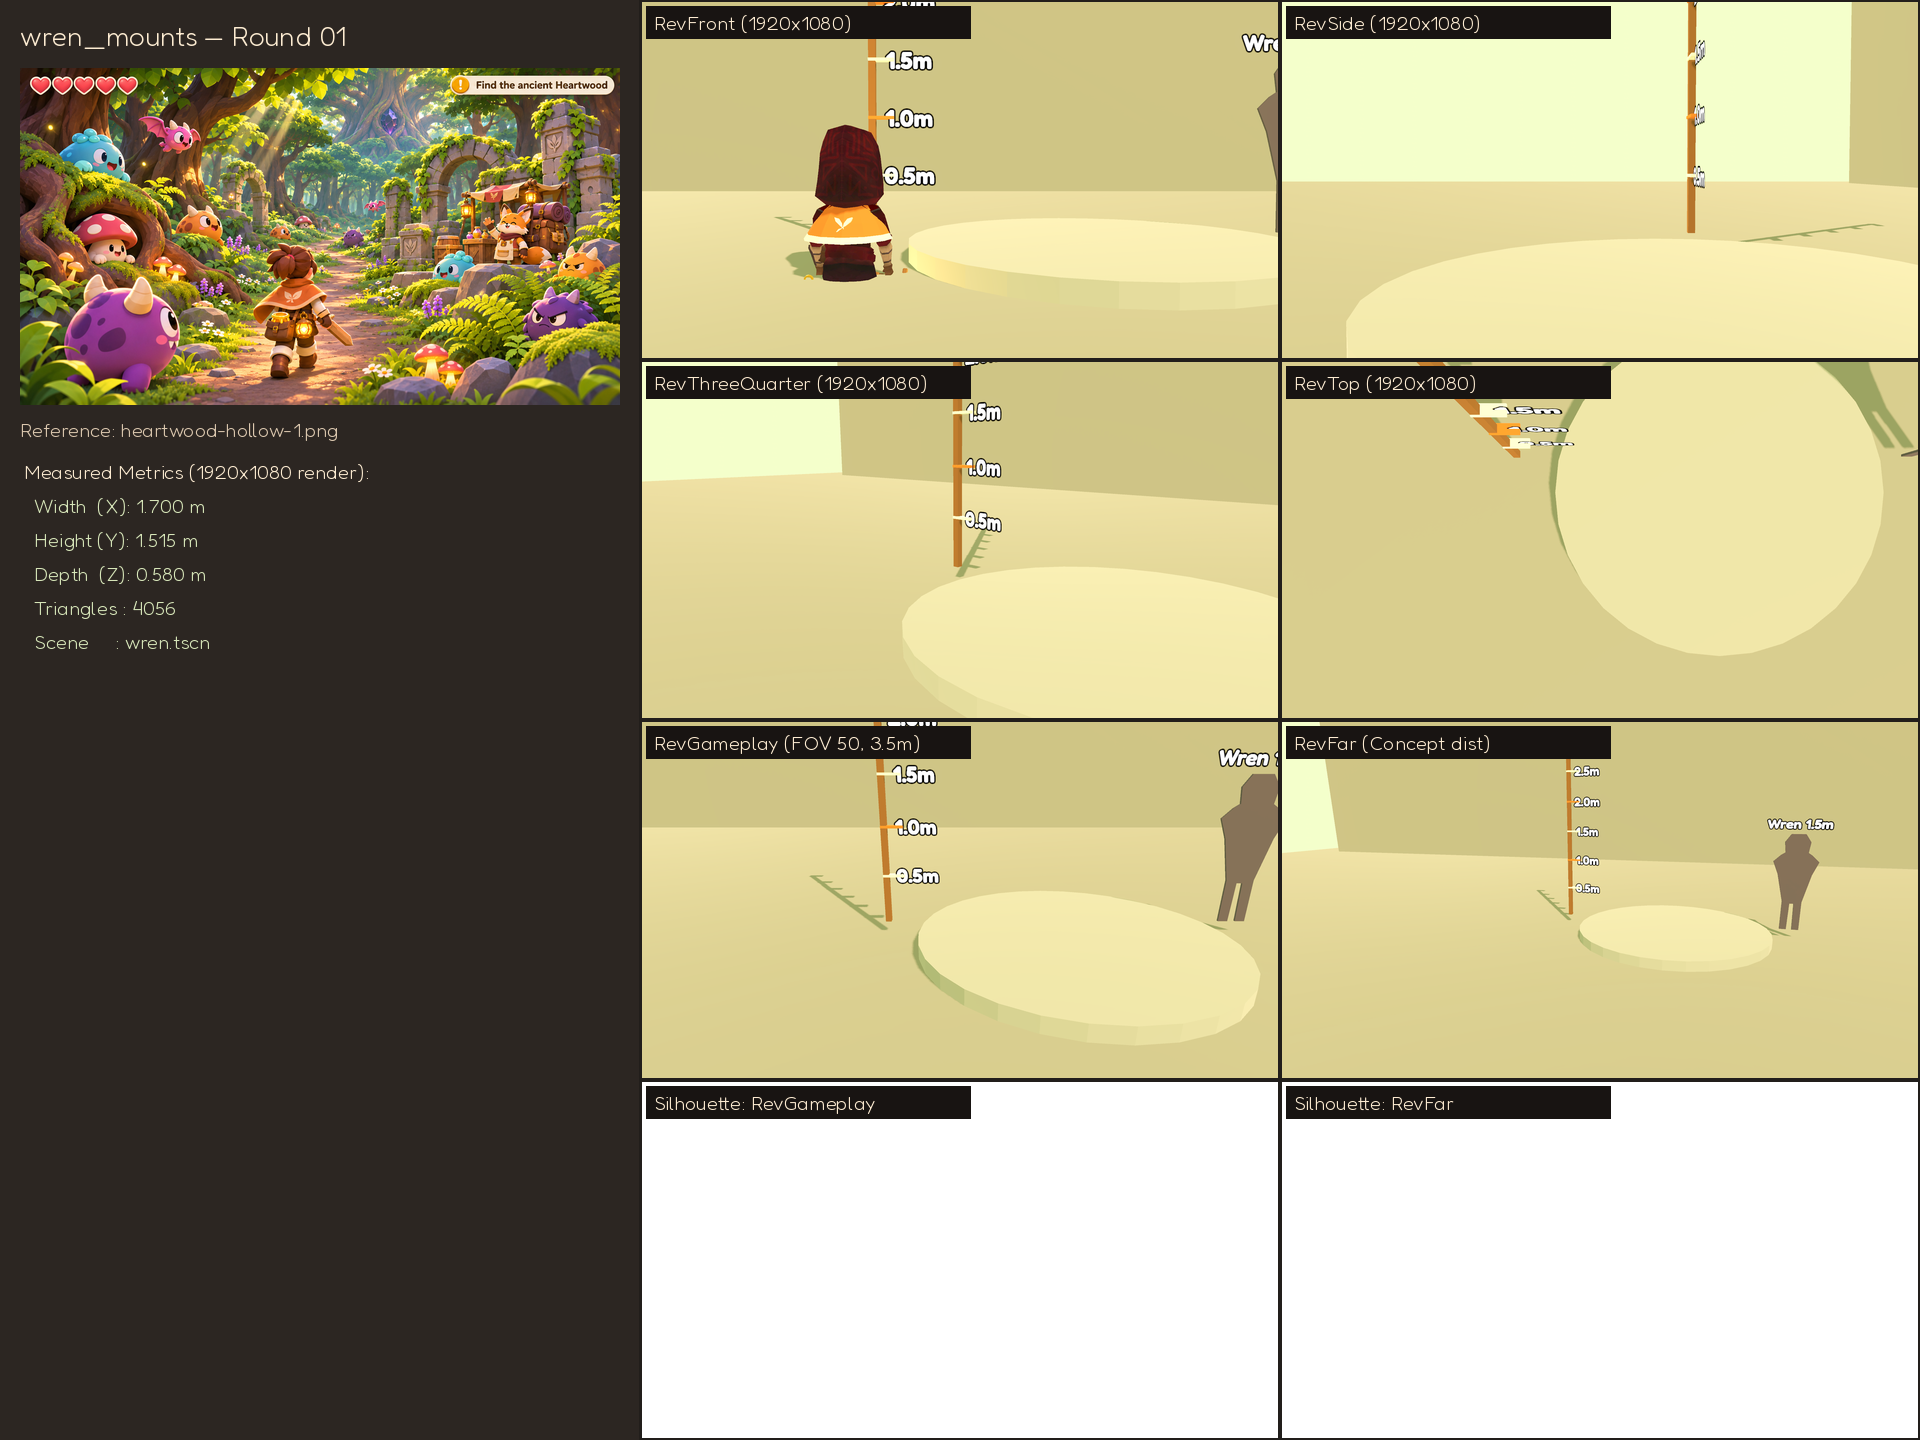 wren_mounts – Round 01
Find the ancient Heartwood
Reference: heartwood-hollow-1.png
Measured Metrics (1920x1080 render):
Width (X): 1.700 m
Height (Y): 1.515 m
Depth (Z): 0.580 m
Triangles : 4056
Scene : wren.tscn
RevFront (1920x1080)
1.5m
1.0m
0.5m
RevSide (1920x1080)
RevThreeQuarter (1920x1080)
1.5m
1.0m
0.5m
RevTop (1920x1080)
1.5m
RevGameplay (FOV 50, 3.5m)
Wren
1.5m
1.0m
0.5m
RevFar (Concept dist)
2.5m
2.0m
1.5m
1.0m
0.5m
Wren 1.5m
Silhouette: RevGameplay
Silhouette: RevFar